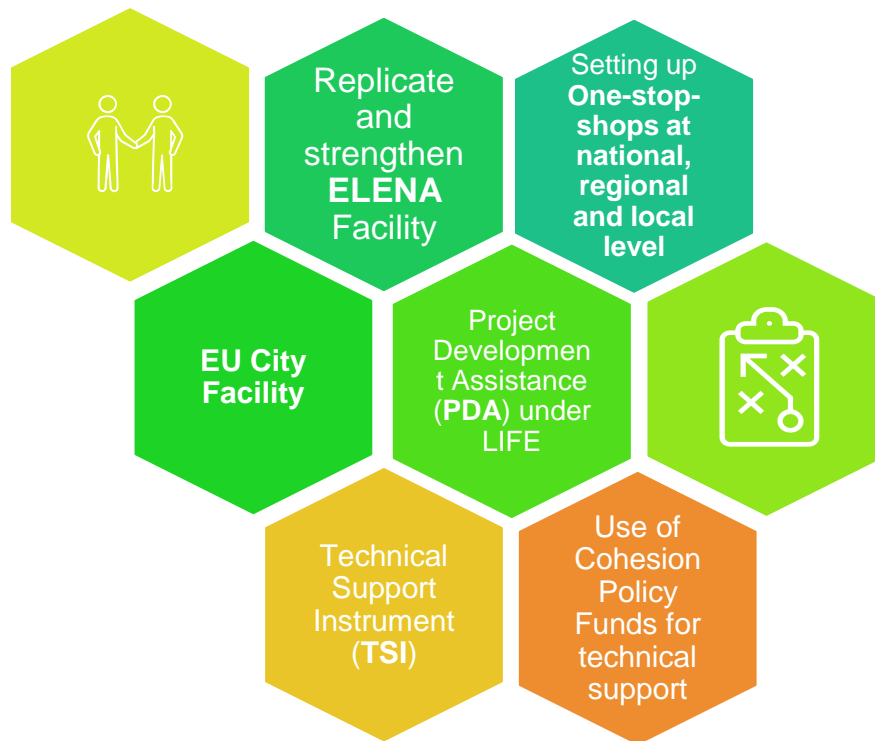 Replicate
and
strengthen
ELENA
Facility
Setting up
One-stop-
shops at
national,
regional
and local
level
EU City
Facility
Project
Developmen
t Assistance
(PDA) under
LIFE
Technical
Support
Instrument
(TSI)
Use of
Cohesion
Policy
Funds for
technical
support